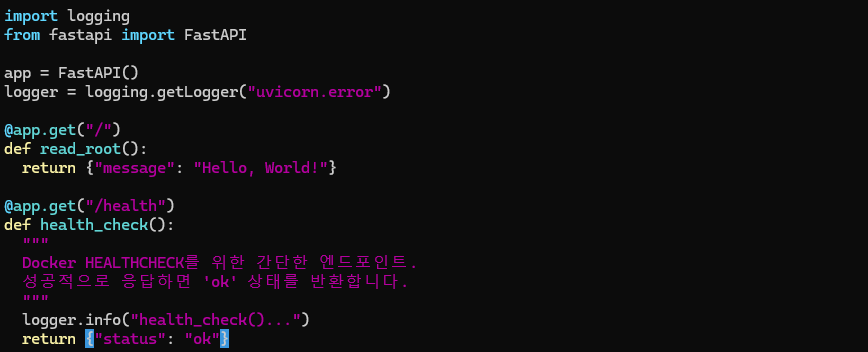 import logging
from fastapi import FastAPI

app = FastAPI()
logger = logging.getLogger("uvicorn.error")

@app.get("/")
def read_root():
  return {"message": "Hello, World!"}

@app.get("/health")
def health_check():
  """
  Docker HEALTHCHECK를 위한 간단한 엔드포인트.
  성공적으로 응답하면 'ok' 상태를 반환합니다.
  """
  logger.info("health_check()...")
  return {"status": "ok"}